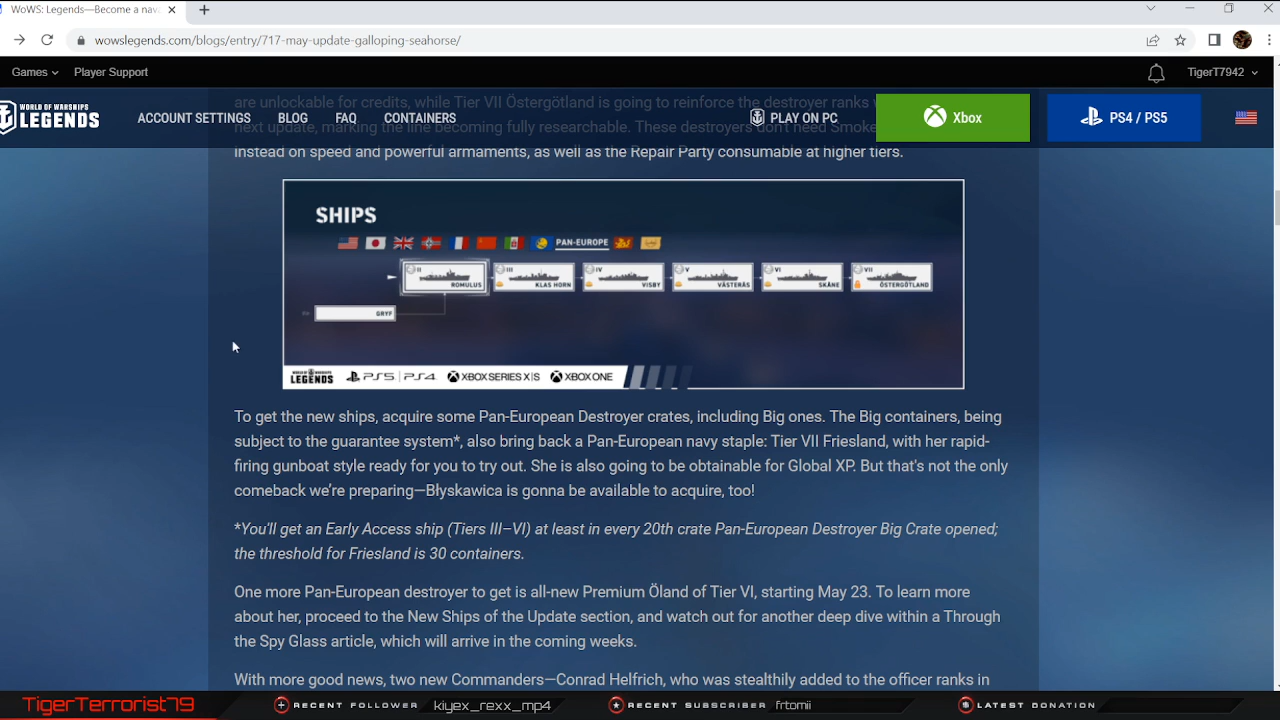 WoWS: Legends—Become a nav
wowslegends.com/blogs/entry/717-may-update-galloping-seahorse/
Games Player Support TigerT7942
WORLD OF WARSHIPS LEGENDS ACCOUNT SETTINGS BLOG FAQ CONTAINERS PLAY ON PC Xbox PS4 / PS5
are unlockable for credits, while Tier VII Östergötland is going to reinforce the destroyer ranks
next update, marking the line becoming fully researchable. These destroyers don't need Smoke
instead on speed and powerful armaments, as well as the Repair Party consumable at higher tiers.
SHIPS
PAN-EUROPE
II ROMULUS III KLAS HORN IV VISBY V VÄSTERÅS VI SKÅNE VII ÖSTERGÖTLAND
GRYF
WORLD OF WARSHIPS LEGENDS PS5 | PS4 XBOX SERIES X|S XBOX ONE
To get the new ships, acquire some Pan-European Destroyer crates, including Big ones. The Big containers, being
subject to the guarantee system*, also bring back a Pan-European navy staple: Tier VII Friesland, with her rapid-
firing gunboat style ready for you to try out. She is also going to be obtainable for Global XP. But that's not the only
comeback we're preparing—Błyskawica is gonna be available to acquire, too!
*You'll get an Early Access ship (Tiers III–VI) at least in every 20th crate Pan-European Destroyer Big Crate opened;
the threshold for Friesland is 30 containers.
One more Pan-European destroyer to get is all-new Premium Öland of Tier VI, starting May 23. To learn more
about her, proceed to the New Ships of the Update section, and watch out for another deep dive within a Through
the Spy Glass article, which will arrive in the coming weeks.
With more good news, two new Commanders—Conrad Helfrich, who was stealthily added to the officer ranks in
TigerTerrorist79 RECENT FOLLOWER kiyex_rexx_mp4 RECENT SUBSCRIBER frtomii LATEST DONATION